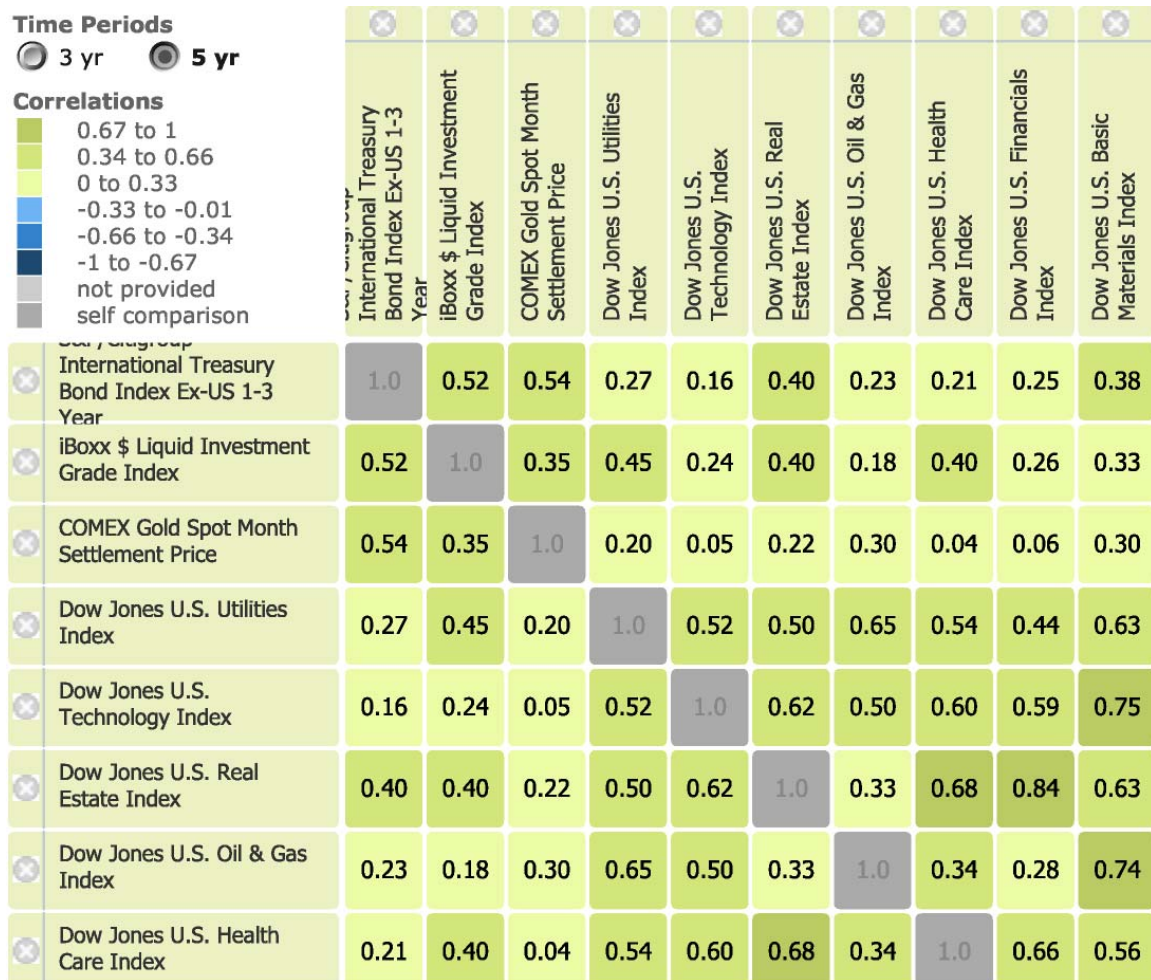 Time Periods
3 yr 5 yr
Correlations
0.67 to 1
0.34 to 0.66
0 to 0.33
-0.33 to -0.01
-0.66 to -0.34
-1 to -0.67
not provided
self comparison
International Treasury
Bond Index Ex-US 1-3
Year
iBoxx $ Liquid Investment
Grade Index
COMEX Gold Spot Month
Settlement Price
Dow Jones U.S. Utilities
Index
Dow Jones U.S.
Technology Index
Dow Jones U.S. Real
Estate Index
Dow Jones U.S. Oil & Gas
Index
Dow Jones U.S. Health
Care Index
Dow Jones U.S. Financials
Index
Dow Jones U.S. Basic
Materials Index
International Treasury
Bond Index Ex-US 1-3
Year
1.0 0.52 0.54 0.27 0.16 0.40 0.23 0.21 0.25 0.38
iBoxx $ Liquid Investment
Grade Index
0.52 1.0 0.35 0.45 0.24 0.40 0.18 0.40 0.26 0.33
COMEX Gold Spot Month
Settlement Price
0.54 0.35 1.0 0.20 0.05 0.22 0.30 0.04 0.06 0.30
Dow Jones U.S. Utilities
Index
0.27 0.45 0.20 1.0 0.52 0.50 0.65 0.54 0.44 0.63
Dow Jones U.S.
Technology Index
0.16 0.24 0.05 0.52 1.0 0.62 0.50 0.60 0.59 0.75
Dow Jones U.S. Real
Estate Index
0.40 0.40 0.22 0.50 0.62 1.0 0.33 0.68 0.84 0.63
Dow Jones U.S. Oil & Gas
Index
0.23 0.18 0.30 0.65 0.50 0.33 1.0 0.34 0.28 0.74
Dow Jones U.S. Health
Care Index
0.21 0.40 0.04 0.54 0.60 0.68 0.34 1.0 0.66 0.56